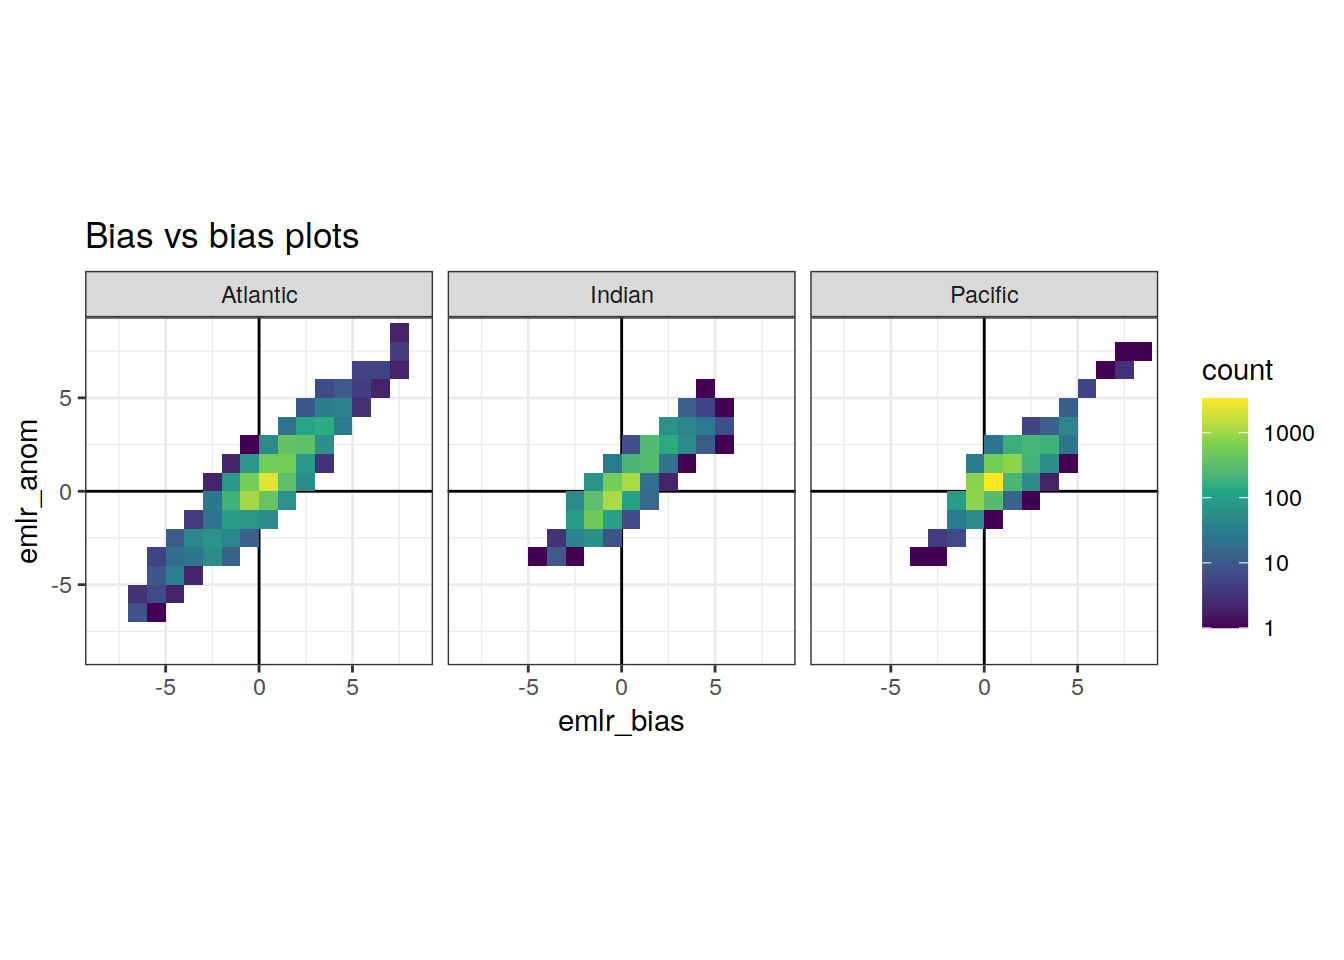 Bias vs bias plots
Atlantic Indian Pacific
5
0
-5
emlr_anom
-5 0 5 -5 0 5 -5 0 5
emlr_bias
count
1000
100
10
1